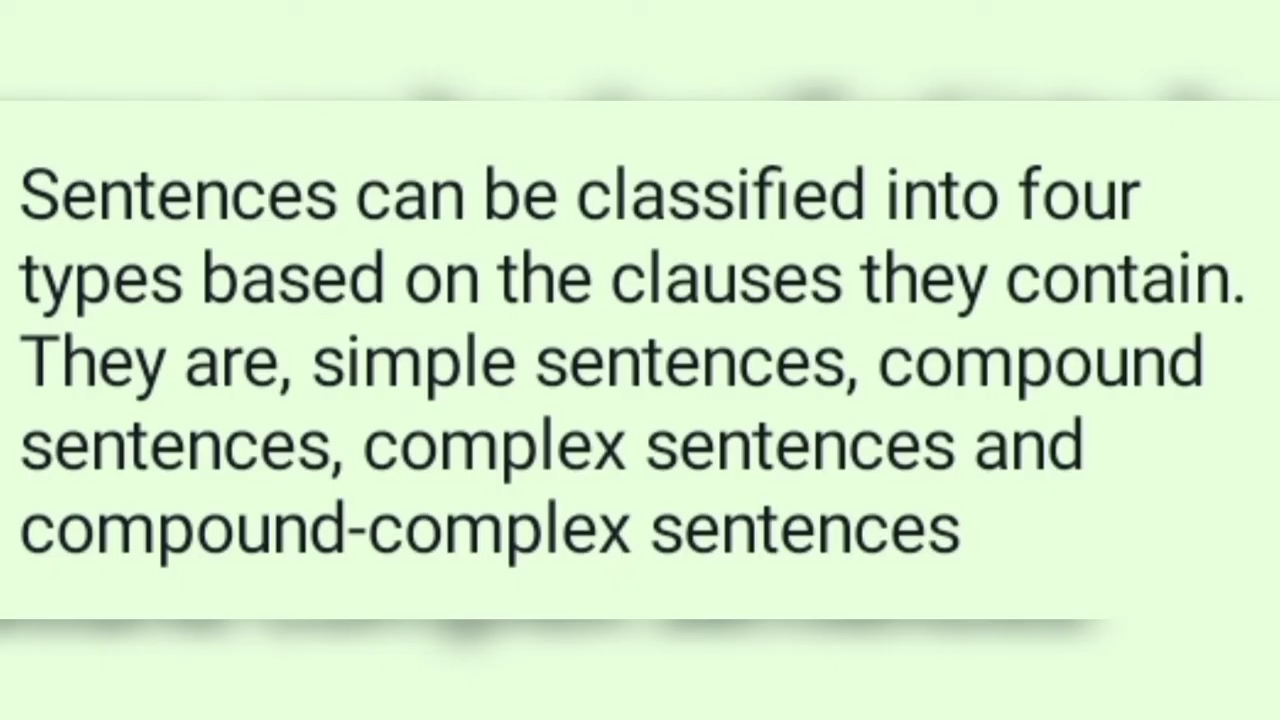 Sentences can be classified into four
types based on the clauses they contain.
They are, simple sentences, compound
sentences, complex sentences and
compound-complex sentences